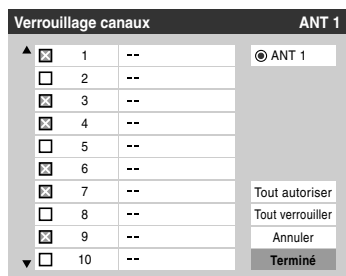 Verrouillage canaux ANT 1
1 -- ANT 1
2 --
3 --
4 --
5 --
6 --
7 -- Tout autoriser
8 -- Tout verrouiller
9 -- Annuler
10 -- Terminé